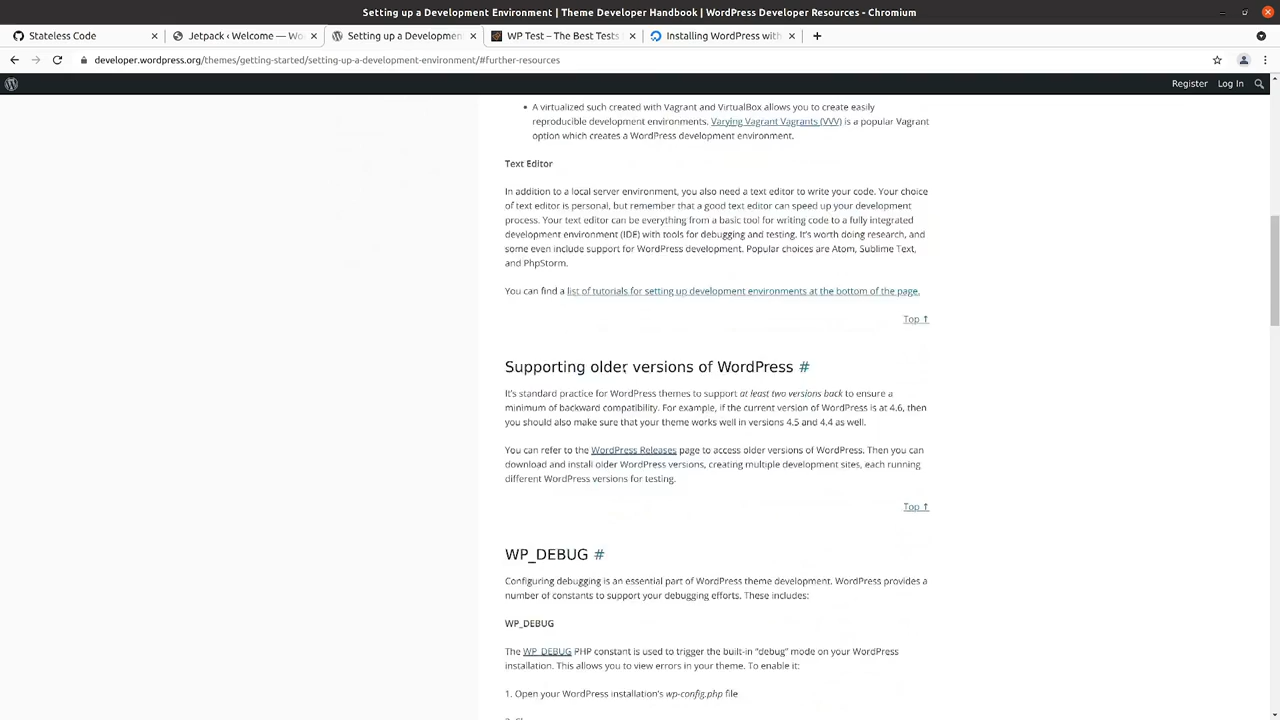 Setting up a Development Environment | Theme Developer Handbook | WordPress Developer Resources - Chromium
Stateless Code
Jetpack ‹ Welcome — Wo
Setting up a Developmen
WP Test – The Best Tests
Installing WordPress with
developer.wordpress.org/themes/getting-started/setting-up-a-development-environment/#further-resources
Register Log In
• A virtualized such created with Vagrant and VirtualBox allows you to create easily
reproducible development environments. Varying Vagrant Vagrants (VVV) is a popular Vagrant
option which creates a WordPress development environment.
Text Editor
In addition to a local server environment, you also need a text editor to write your code. Your choice
of text editor is personal, but remember that a good text editor can speed up your development
process. Your text editor can be everything from a basic tool for writing code to a fully integrated
development environment (IDE) with tools for debugging and testing. It's worth doing research, and
some even include support for WordPress development. Popular choices are Atom, Sublime Text,
and PhpStorm.
You can find a list of tutorials for setting up development environments at the bottom of the page.
Top ↑
Supporting older versions of WordPress #
It's standard practice for WordPress themes to support at least two versions back to ensure a
minimum of backward compatibility. For example, if the current version of WordPress is at 4.6, then
you should also make sure that your theme works well in versions 4.5 and 4.4 as well.
You can refer to the WordPress Releases page to access older versions of WordPress. Then you can
download and install older WordPress versions, creating multiple development sites, each running
different WordPress versions for testing.
Top ↑
WP_DEBUG #
Configuring debugging is an essential part of WordPress theme development. WordPress provides a
number of constants to support your debugging efforts. These includes:
WP_DEBUG
The WP_DEBUG PHP constant is used to trigger the built-in “debug” mode on your WordPress
installation. This allows you to view errors in your theme. To enable it:
1. Open your WordPress installation's wp-config.php file